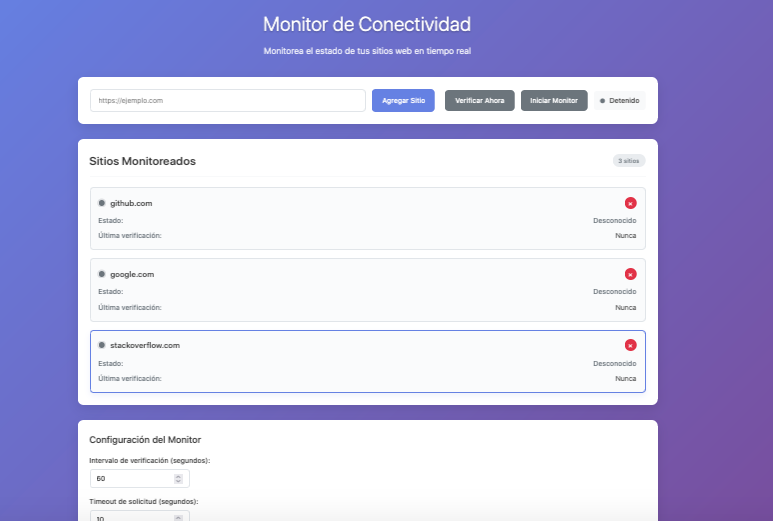 Monitor de Conectividad
Monitorea el estado de tus sitios web en tiempo real
https://ejemplo.com
Agregar Sitio
Verificar Ahora
Iniciar Monitor
Detenido
Sitios Monitoreados
3 sitios
github.com
Estado:
Desconocido
Última verificación:
Nunca
google.com
Estado:
Desconocido
Última verificación:
Nunca
stackoverflow.com
Estado:
Desconocido
Última verificación:
Nunca
Configuración del Monitor
Intervalo de verificación (segundos):
60
Timeout de solicitud (segundos):
10